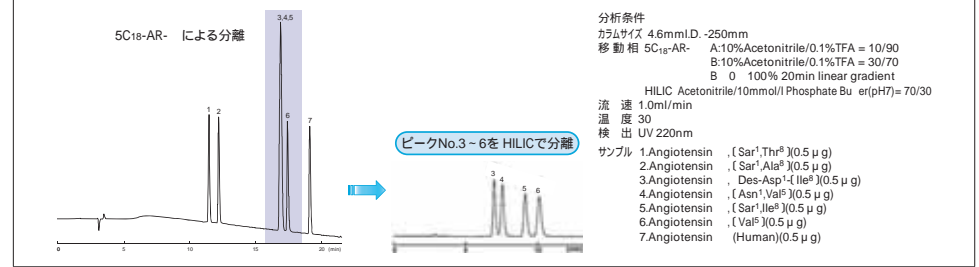 5C18-AR- による分離
3,4,5
1 2
6
7
0 5 10 15 20 (min)
ピークNo.3 ~ 6を HILICで分離
3
4
5 6
分析条件
カラムサイズ 4.6mmI.D. -250mm
移 動 相 5C18-AR- A:10%Acetonitrile/0.1%TFA = 10/90
B:10%Acetonitrile/0.1%TFA = 30/70
B 0 100% 20min linear gradient
HILIC Acetonitrile/10mmol/l Phosphate Bu er(pH7)= 70/30
流 速 1.0ml/min
温 度 30
検 出 UV 220nm
サンプル 1.Angiotensin ,〔Sar1,Thr8〕(0.5 μ g)
2.Angiotensin ,〔Sar1,Ala8〕(0.5 μ g)
3.Angiotensin , Des-Asp1-〔Ile8〕(0.5 μ g)
4.Angiotensin ,〔Asn1,Val5〕(0.5 μ g)
5.Angiotensin ,〔Sar1,Ile8〕(0.5 μ g)
6.Angiotensin ,〔Val5〕(0.5 μ g)
7.Angiotensin (Human)(0.5 μ g)